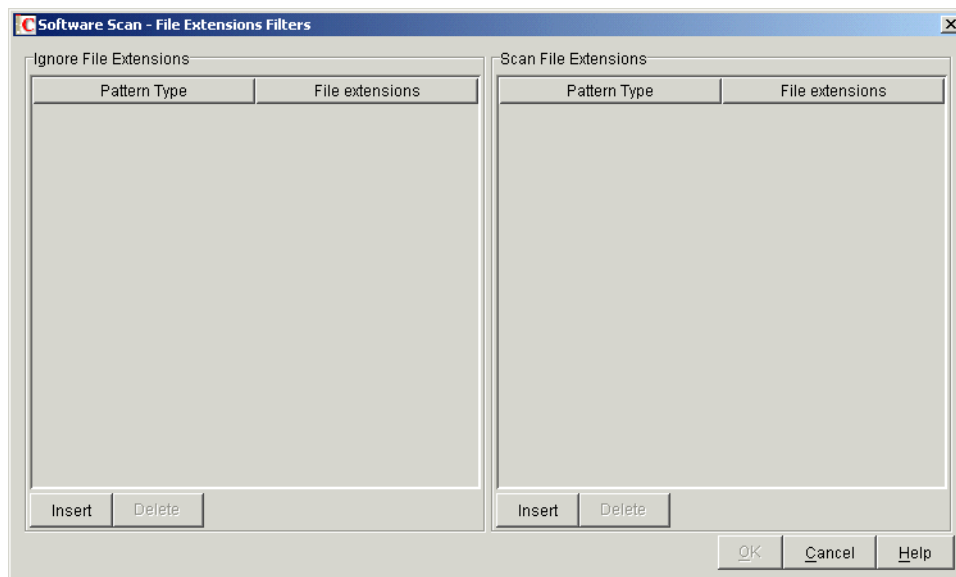 Software Scan - File Extensions Filters
Ignore File Extensions
Pattern Type File extensions
Insert Delete
Scan File Extensions
Pattern Type File extensions
Insert Delete
OK Cancel Help